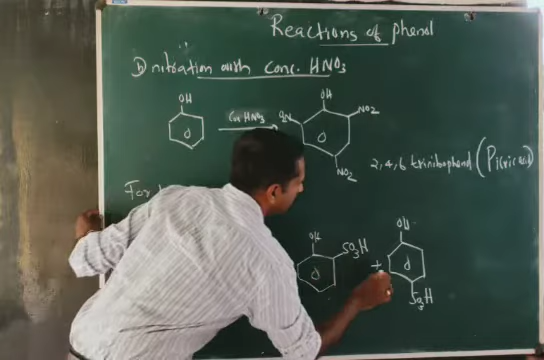 Reactions of phenol
1) nitration with Conc. HNO3
OH
OH
Con HNO3
O2N
NO2
NO2
2,4,6 trinitrophenol (Picric acid)
For
OH
OH
SO3H
+
SO3H